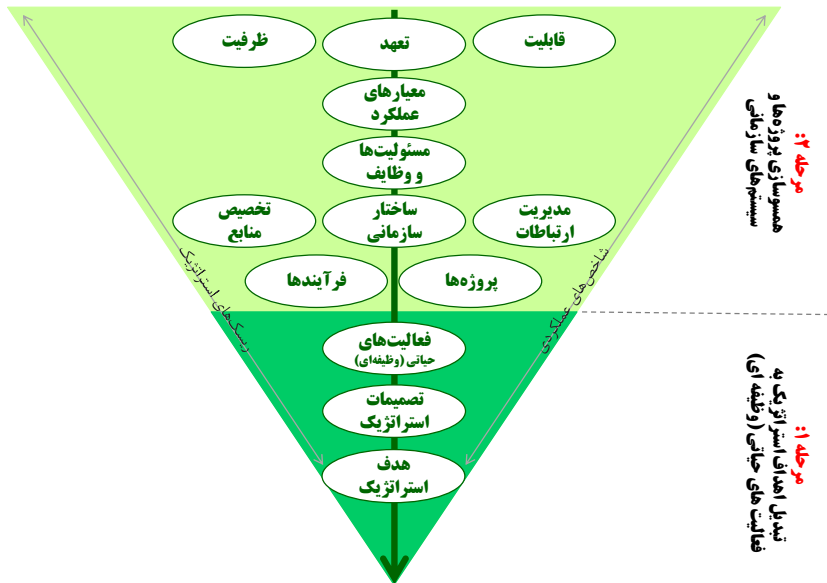 قابلیت
تعهد
ظرفیت
معیارهای
عملکرد
مسئولیت‌ها
و وظایف
مدیریت
ارتباطات
ساختار
سازمانی
تخصیص
منابع
پروژه‌ها
فرآیندها
فعالیت‌های
حیاتی (وظیفه‌ای)
تصمیمات
استراتژیک
هدف
استراتژیک
شاخص‌های عملکردی
ریسک‌های استراتژیک
مرحله ۲:
همسوسازی پروژه‌ها و
سیستم‌های سازمانی
مرحله ۱:
تبدیل اهداف استراتژیک به
فعالیت های حیاتی (وظیفه ای)